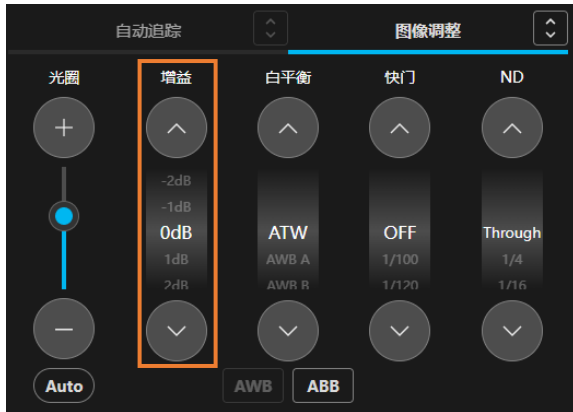 自动追踪 图像调整
光圈 增益 白平衡 快门 ND
-2dB
-1dB
0dB ATW OFF Through
1dB AWB A 1/100 1/4
2dB AWB B 1/120 1/16
Auto AWB ABB